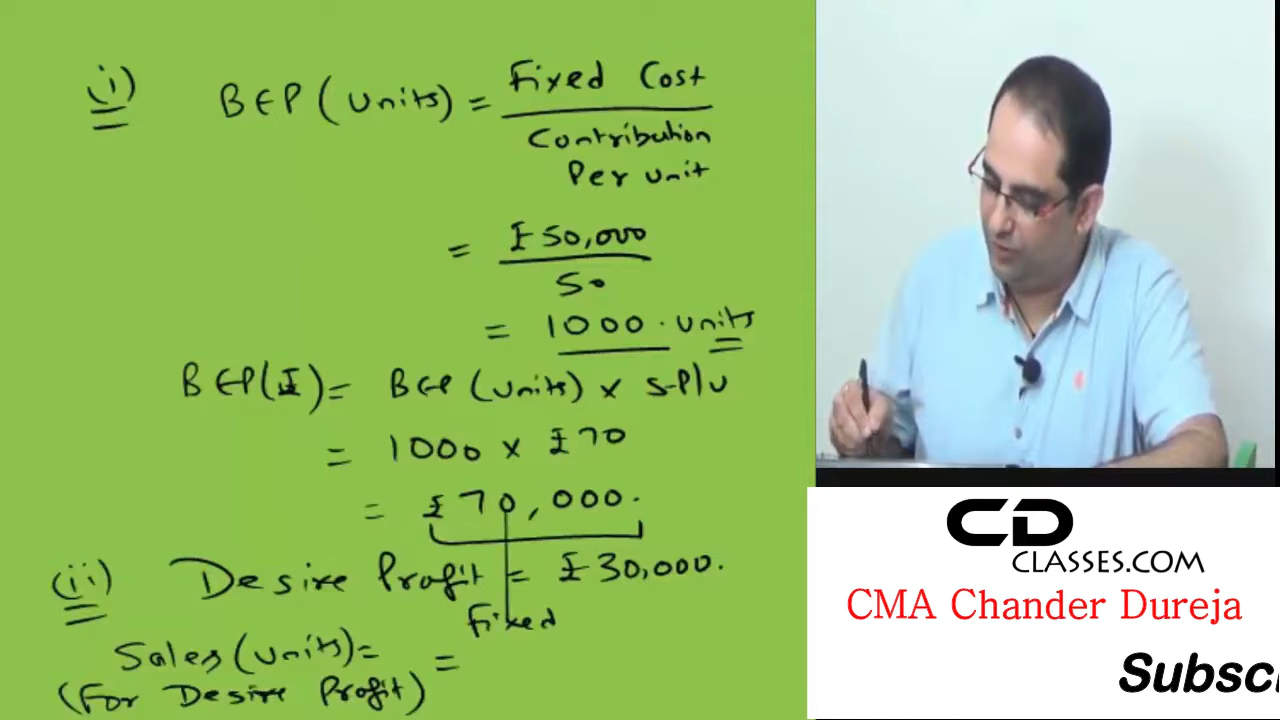 (i) BEP (units) = Fixed Cost
Contribution
Per unit
= £50,000
50
= 1000. units
BEP(£) = BEP (units) × S.P/U
= 1000 × £70
= £70,000.
(ii) Desire Profit = £30,000.
Fixed
Sales (units) =
(For Desire Profit) =
CD
CLASSES.COM
CMA Chander Dureja
Subsc